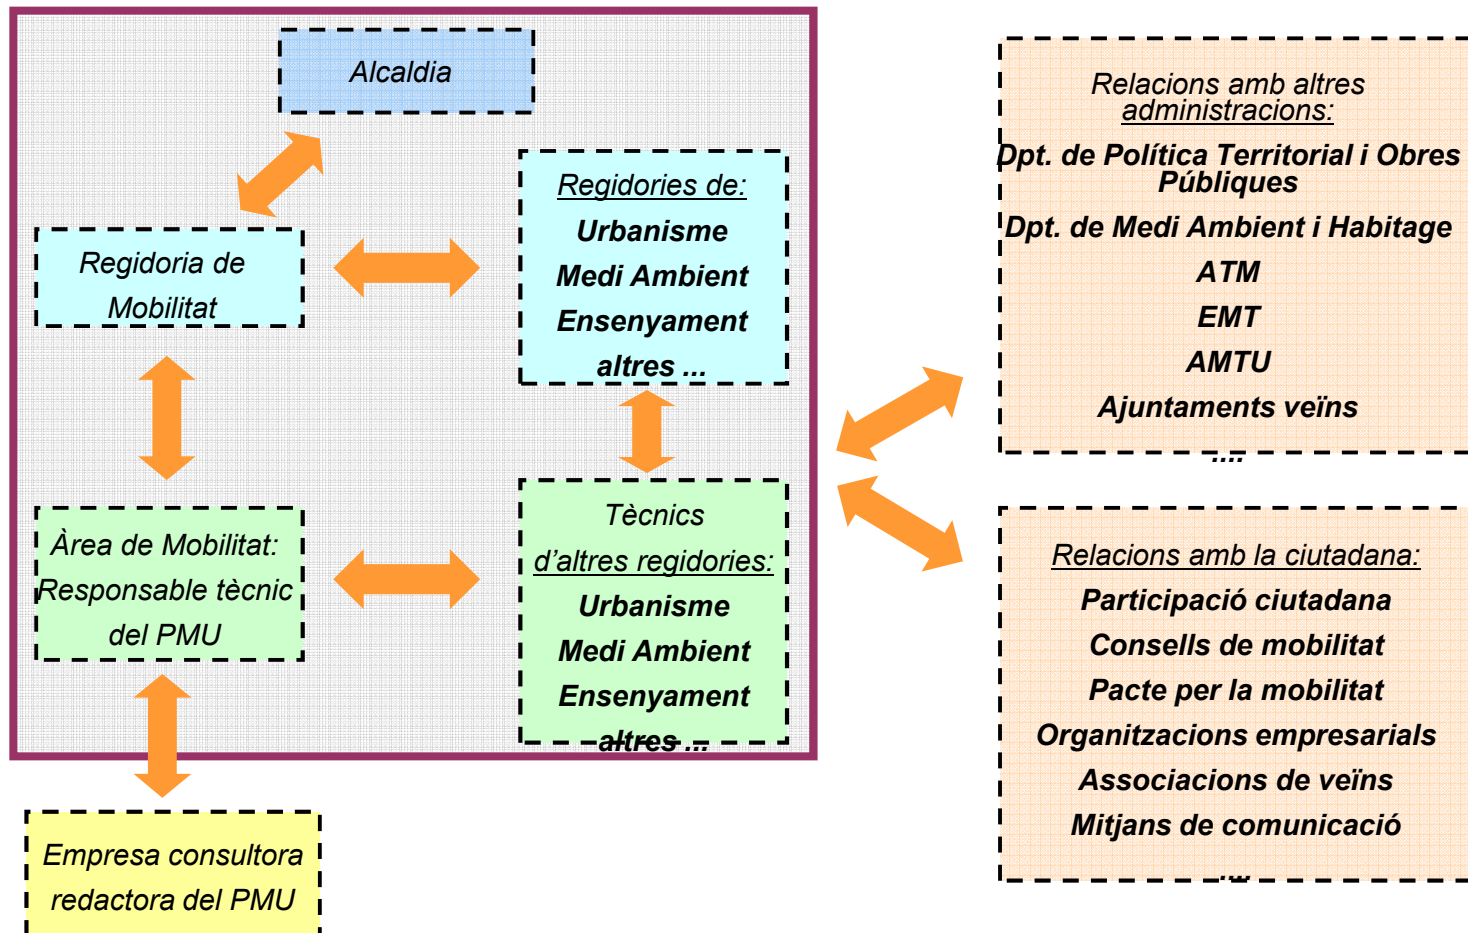 Alcaldia
Regidoria de
Mobilitat
Regidories de:
Urbanisme
Medi Ambient
Ensenyament
altres ...
Àrea de Mobilitat:
Responsable tècnic
del PMU
Tècnics
d’altres regidories:
Urbanisme
Medi Ambient
Ensenyament
altres ...
Empresa consultora
redactora del PMU
Relacions amb altres
administracions:
Dpt. de Política Territorial i Obres
Públiques
Dpt. de Medi Ambient i Habitage
ATM
EMT
AMTU
Ajuntaments veïns
....
Relacions amb la ciutadana:
Participació ciutadana
Consells de mobilitat
Pacte per la mobilitat
Organitzacions empresarials
Associacions de veïns
Mitjans de comunicació
....